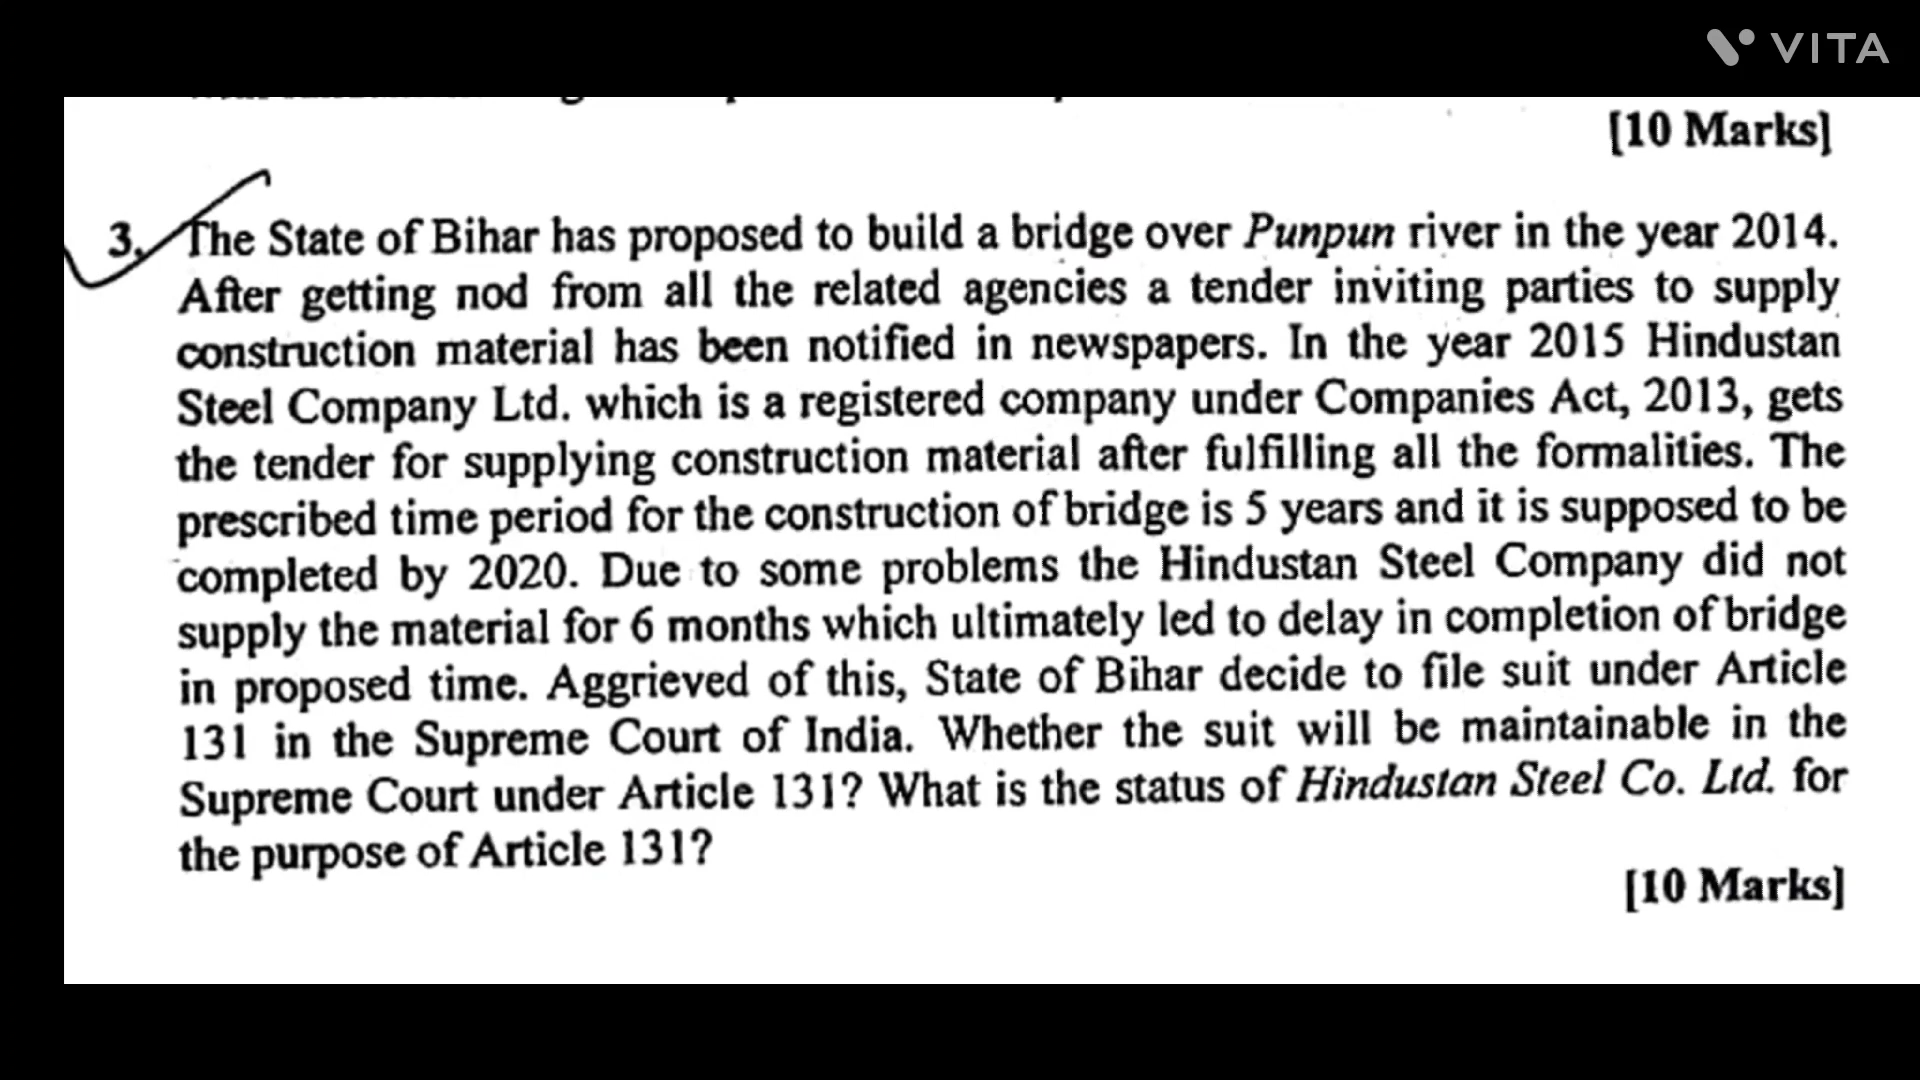 VITA
[10 Marks]
3. The State of Bihar has proposed to build a bridge over Punpun river in the year 2014.
After getting nod from all the related agencies a tender inviting parties to supply
construction material has been notified in newspapers. In the year 2015 Hindustan
Steel Company Ltd. which is a registered company under Companies Act, 2013, gets
the tender for supplying construction material after fulfilling all the formalities. The
prescribed time period for the construction of bridge is 5 years and it is supposed to be
completed by 2020. Due to some problems the Hindustan Steel Company did not
supply the material for 6 months which ultimately led to delay in completion of bridge
in proposed time. Aggrieved of this, State of Bihar decide to file suit under Article
131 in the Supreme Court of India. Whether the suit will be maintainable in the
Supreme Court under Article 131? What is the status of Hindustan Steel Co. Ltd. for
the purpose of Article 131?
[10 Marks]